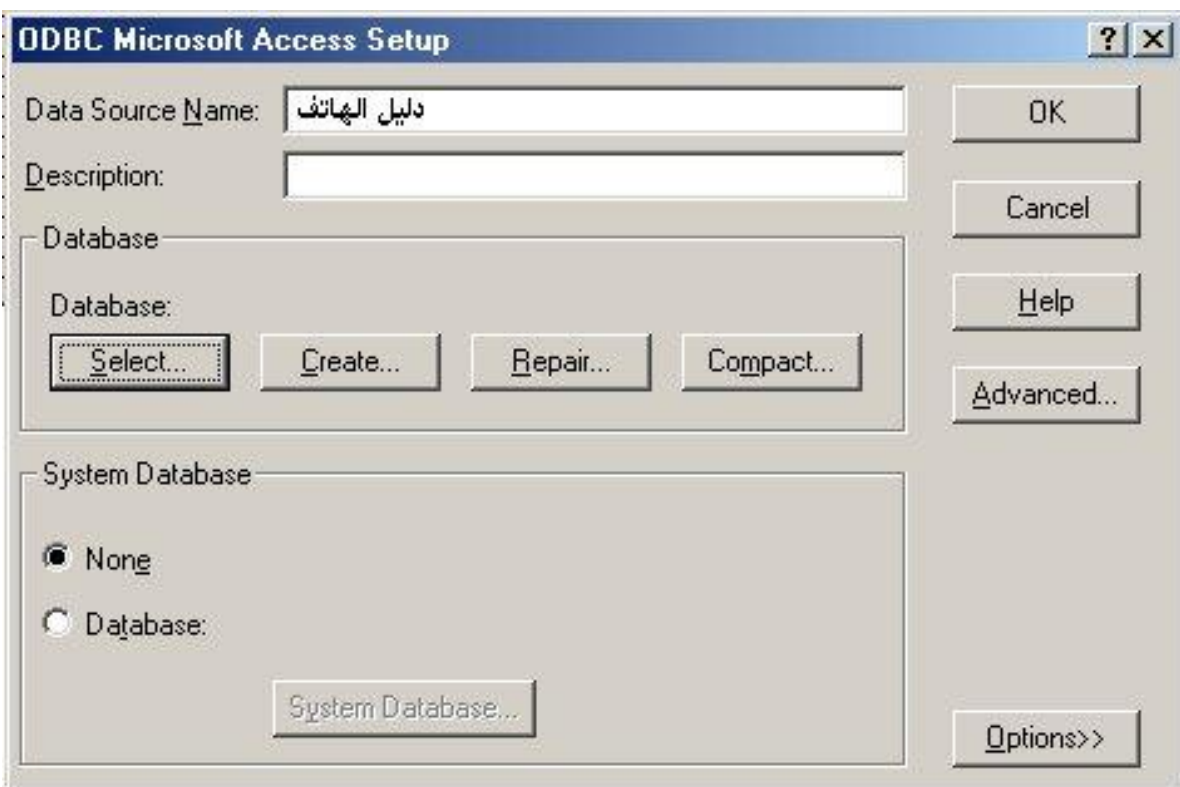 ODBC Microsoft Access Setup
Data Source Name: دليل الهاتف
OK
Description:
Cancel
Database
Database:
Help
Select... Create... Repair... Compact...
Advanced...
System Database
None
Database:
System Database...
Options>>